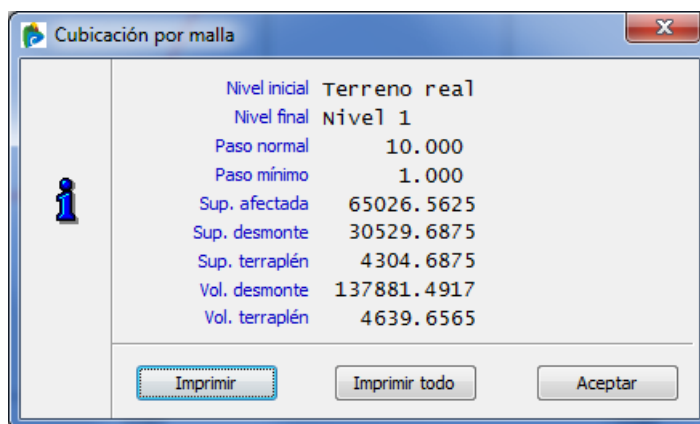 Cubicación por malla
Nivel inicial Terreno real
Nivel final Nivel 1
Paso normal 10.000
Paso mínimo 1.000
Sup. afectada 65026.5625
Sup. desmonte 30529.6875
Sup. terraplén 4304.6875
Vol. desmonte 137881.4917
Vol. terraplén 4639.6565
Imprimir Imprimir todo Aceptar